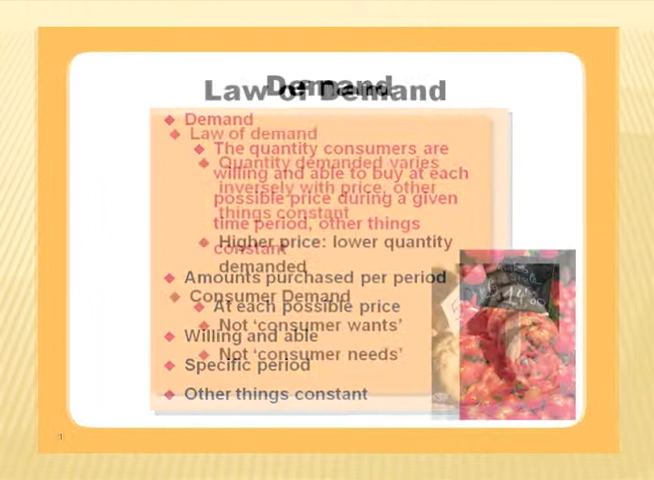 Demand
Demand
The quantity consumers are
willing and able to buy at each
possible price during a given
time period, other things
constant
Amounts purchased per period
At each possible price
Willing and able
Specific period
Other things constant
Law of Demand
Law of demand
Quantity demanded varies
inversely with price, other
things constant
Higher price: lower quantity
demanded
Consumer Demand
Not ‘consumer wants’
Not ‘consumer needs’